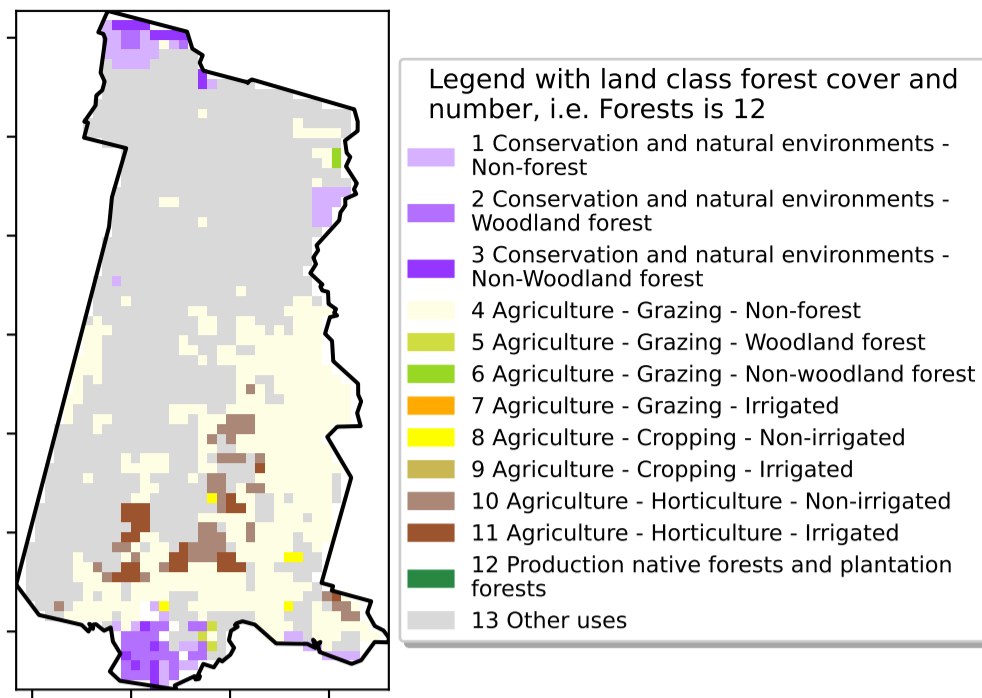 Legend with land class forest cover and
number, i.e. Forests is 12
1 Conservation and natural environments -
Non-forest
2 Conservation and natural environments -
Woodland forest
3 Conservation and natural environments -
Non-Woodland forest
4 Agriculture - Grazing - Non-forest
5 Agriculture - Grazing - Woodland forest
6 Agriculture - Grazing - Non-woodland forest
7 Agriculture - Grazing - Irrigated
8 Agriculture - Cropping - Non-irrigated
9 Agriculture - Cropping - Irrigated
10 Agriculture - Horticulture - Non-irrigated
11 Agriculture - Horticulture - Irrigated
12 Production native forests and plantation
forests
13 Other uses